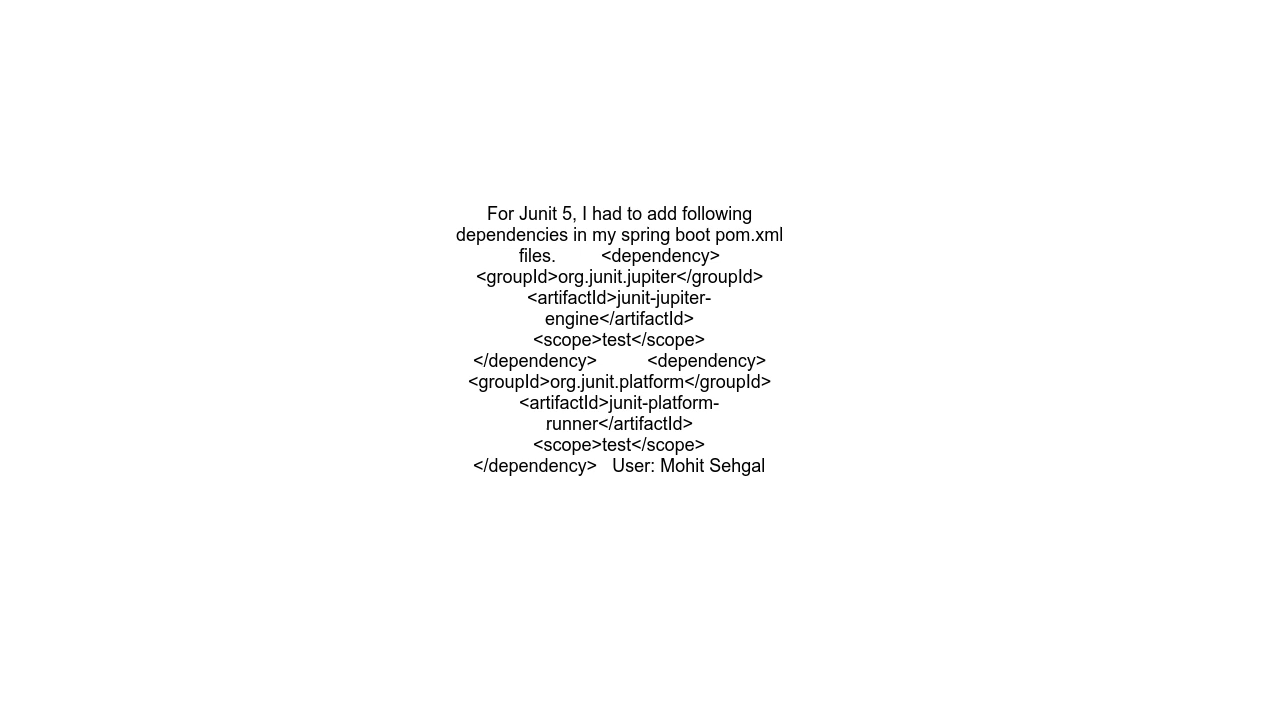 For Junit 5, I had to add following
dependencies in my spring boot pom.xml
files.         <dependency>
<groupId>org.junit.jupiter</groupId>
<artifactId>junit-jupiter-
engine</artifactId>
<scope>test</scope>
</dependency>          <dependency>
<groupId>org.junit.platform</groupId>
<artifactId>junit-platform-
runner</artifactId>
<scope>test</scope>
</dependency>   User: Mohit Sehgal